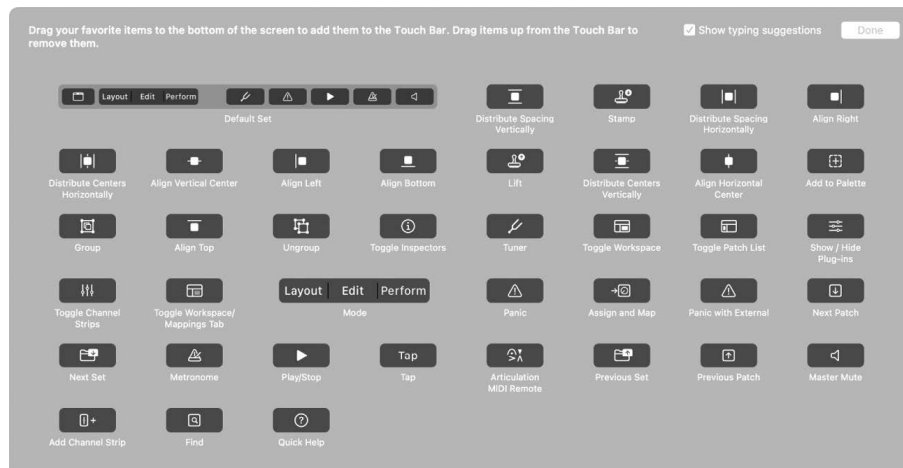 Drag your favorite items to the bottom of the screen to add them to the Touch Bar. Drag items up from the Touch Bar to
remove them.
Show typing suggestions
Done
Layout Edit Perform
Default Set
Distribute Spacing
Vertically
Stamp
Distribute Spacing
Horizontally
Align Right
Distribute Centers
Horizontally
Align Vertical Center
Align Left
Align Bottom
Lift
Distribute Centers
Vertically
Align Horizontal
Center
Add to Palette
Group
Align Top
Ungroup
Toggle Inspectors
Tuner
Toggle Workspace
Toggle Patch List
Show / Hide
Plug-ins
Toggle Channel
Strips
Toggle Workspace/
Mappings Tab
Layout Edit Perform
Mode
Panic
Assign and Map
Panic with External
Next Patch
Next Set
Metronome
Play/Stop
Tap
Tap
Articulation
MIDI Remote
Previous Set
Previous Patch
Master Mute
Add Channel Strip
Find
Quick Help